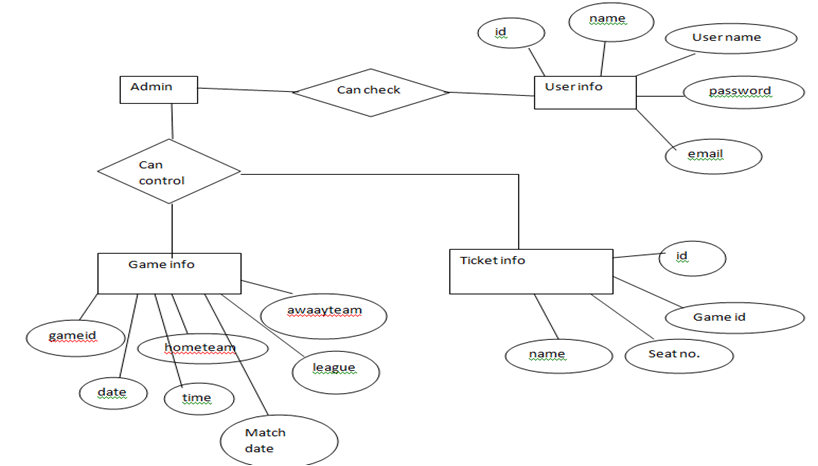 name
id
User name
Admin
Can check
User info
password
email
Can
control
Game info
Ticket info
id
awaayteam
Game id
gameid
hometeam
name
Seat no.
league
date
time
Match
date